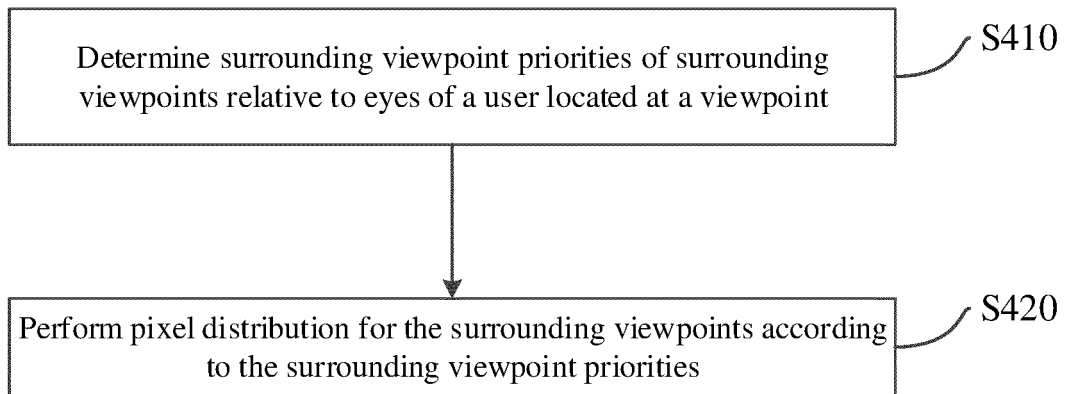 Determine surrounding viewpoint priorities of surrounding
viewpoints relative to eyes of a user located at a viewpoint
S410
Perform pixel distribution for the surrounding viewpoints according
to the surrounding viewpoint priorities
S420